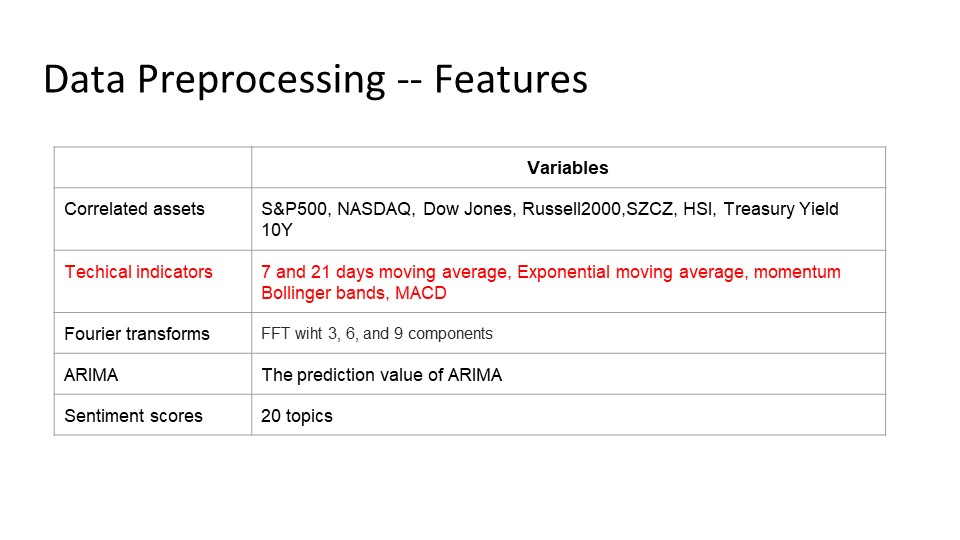 Data Preprocessing -- Features
Variables
Correlated assets
S&P500, NASDAQ, Dow Jones, Russell2000,SZCZ, HSI, Treasury Yield
10Y
Techical indicators
7 and 21 days moving average, Exponential moving average, momentum
Bollinger bands, MACD
Fourier transforms
FFT wiht 3, 6, and 9 components
ARIMA
The prediction value of ARIMA
Sentiment scores
20 topics